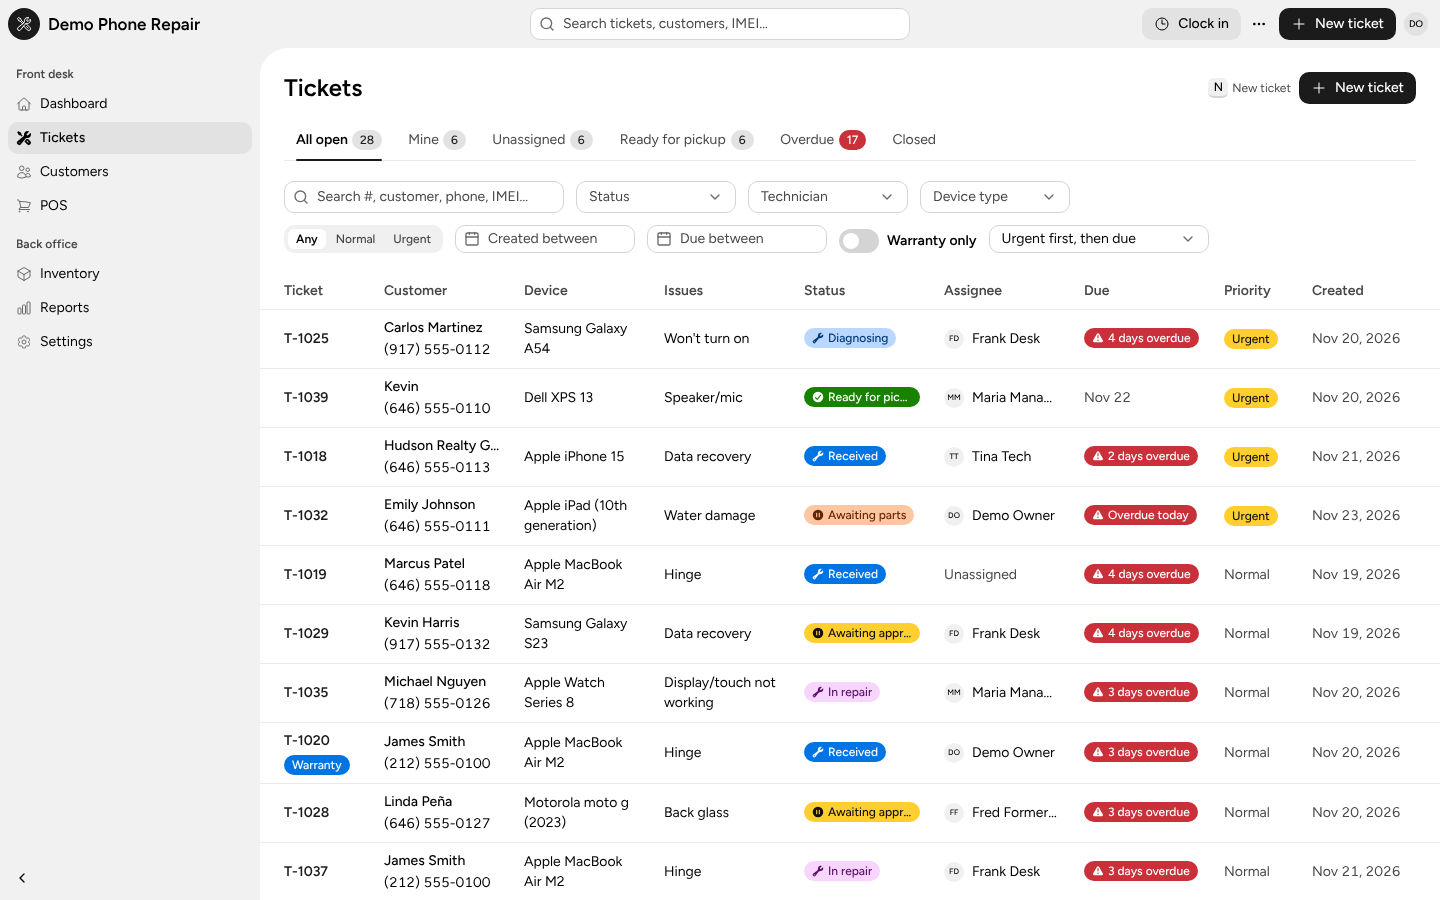 Demo Phone Repair
Search tickets, customers, IMEI...
Clock in
New ticket
DO
Front desk
Dashboard
Tickets
Customers
POS
Back office
Inventory
Reports
Settings
Tickets
N New ticket
New ticket
All open 28 Mine 6 Unassigned 6 Ready for pickup 6 Overdue 17 Closed
Search #, customer, phone, IMEI... Status Technician Device type
Any Normal Urgent Created between Due between Warranty only Urgent first, then due
Ticket Customer Device Issues Status Assignee Due Priority Created
T-1025 Carlos Martinez Samsung Galaxy Won't turn on Diagnosing FD Frank Desk 4 days overdue Urgent Nov 20, 2026
(917) 555-0112 A54
T-1039 Kevin Dell XPS 13 Speaker/mic Ready for pic... MM Maria Mana... Nov 22 Urgent Nov 20, 2026
(646) 555-0110
T-1018 Hudson Realty G... Apple iPhone 15 Data recovery Received TT Tina Tech 2 days overdue Urgent Nov 21, 2026
(646) 555-0113
T-1032 Emily Johnson Apple iPad (10th Water damage Awaiting parts DO Demo Owner Overdue today Urgent Nov 23, 2026
(646) 555-0111 generation)
T-1019 Marcus Patel Apple MacBook Hinge Received Unassigned 4 days overdue Normal Nov 19, 2026
(646) 555-0118 Air M2
T-1029 Kevin Harris Samsung Galaxy Data recovery Awaiting appr... FD Frank Desk 4 days overdue Normal Nov 19, 2026
(917) 555-0132 S23
T-1035 Michael Nguyen Apple Watch Display/touch not In repair MM Maria Mana... 3 days overdue Normal Nov 20, 2026
(718) 555-0126 Series 8 working
T-1020 James Smith Apple MacBook Hinge Received DO Demo Owner 3 days overdue Normal Nov 20, 2026
Warranty (212) 555-0100 Air M2
T-1028 Linda Peña Motorola moto g Back glass Awaiting appr... FF Fred Former... 3 days overdue Normal Nov 20, 2026
(646) 555-0127 (2023)
T-1037 James Smith Apple MacBook Hinge In repair FD Frank Desk 3 days overdue Normal Nov 21, 2026
(212) 555-0100 Air M2